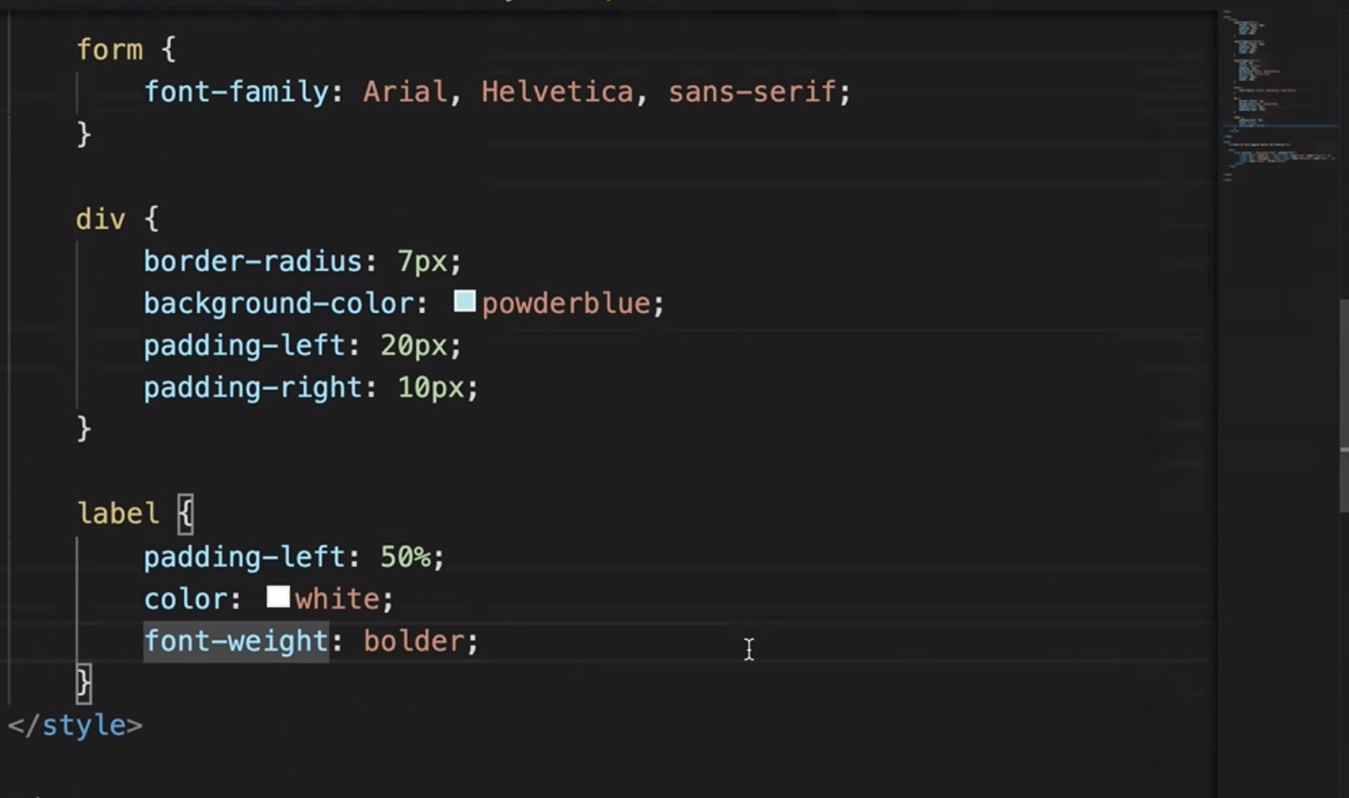 form {
font-family: Arial, Helvetica, sans-serif;
}
div {
border-radius: 7px;
background-color: powderblue;
padding-left: 20px;
padding-right: 10px;
}
label {
padding-left: 50%;
color: white;
font-weight: bolder;
}
</style>